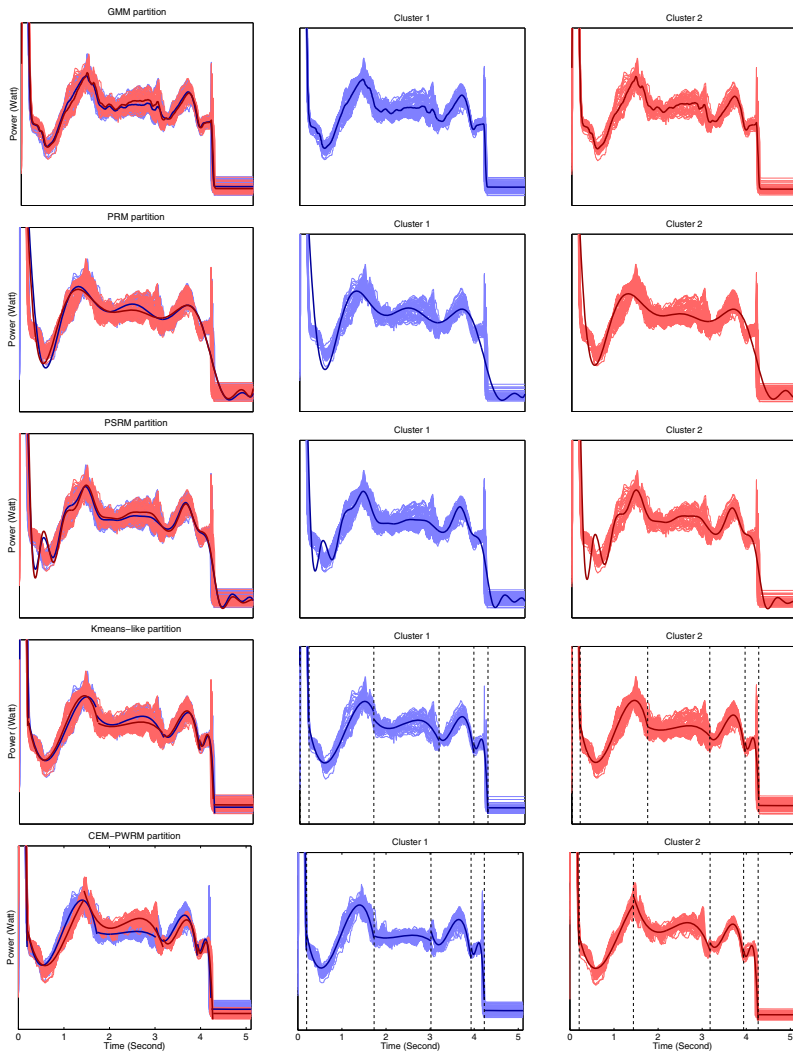 GMM partition
Cluster 1
Cluster 2
Power (Watt)
PRM partition
Cluster 1
Cluster 2
Power (Watt)
PSRM partition
Cluster 1
Cluster 2
Power (Watt)
Kmeans−like partition
Cluster 1
Cluster 2
Power (Watt)
CEM−PWRM partition
Cluster 1
Cluster 2
Power (Watt)
0 1 2 3 4 5
0 1 2 3 4 5
0 1 2 3 4 5
Time (Second)
Time (Second)
Time (Second)